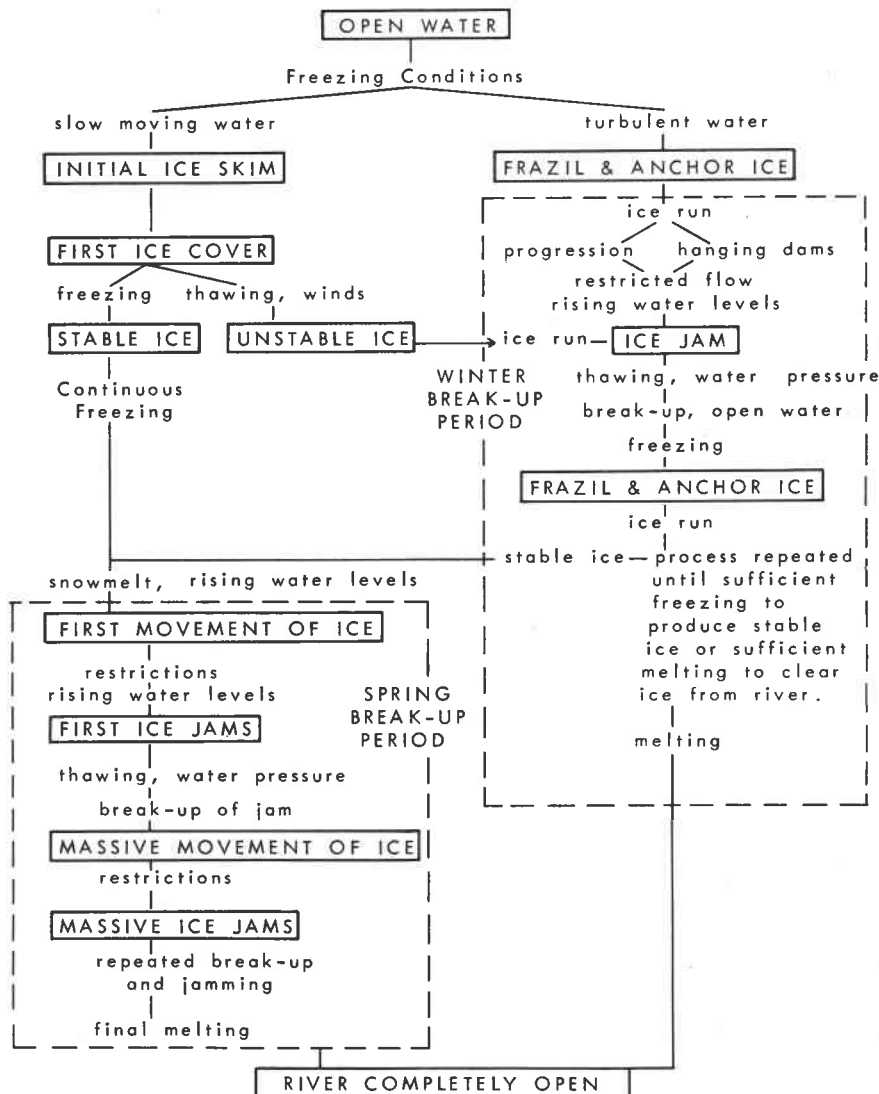 OPEN WATER
Freezing Conditions
slow moving water
turbulent water
INITIAL ICE SKIM
FRAZIL & ANCHOR ICE
ice run
FIRST ICE COVER
progression
hanging dams
restricted flow
rising water levels
freezing
thawing, winds
STABLE ICE
UNSTABLE ICE
ice run
ICE JAM
Continuous
Freezing
WINTER
BREAK-UP
PERIOD
thawing, water pressure
break-up, open water
freezing
FRAZIL & ANCHOR ICE
ice run
stable ice
process repeated
until sufficient
freezing to
produce stable
ice or sufficient
melting to clear
ice from river.
melting
snowmelt, rising water levels
FIRST MOVEMENT OF ICE
restrictions
rising water levels
SPRING
BREAK-UP
PERIOD
FIRST ICE JAMS
thawing, water pressure
break-up of jam
MASSIVE MOVEMENT OF ICE
restrictions
MASSIVE ICE JAMS
repeated break-up
and jamming
final melting
RIVER COMPLETELY OPEN